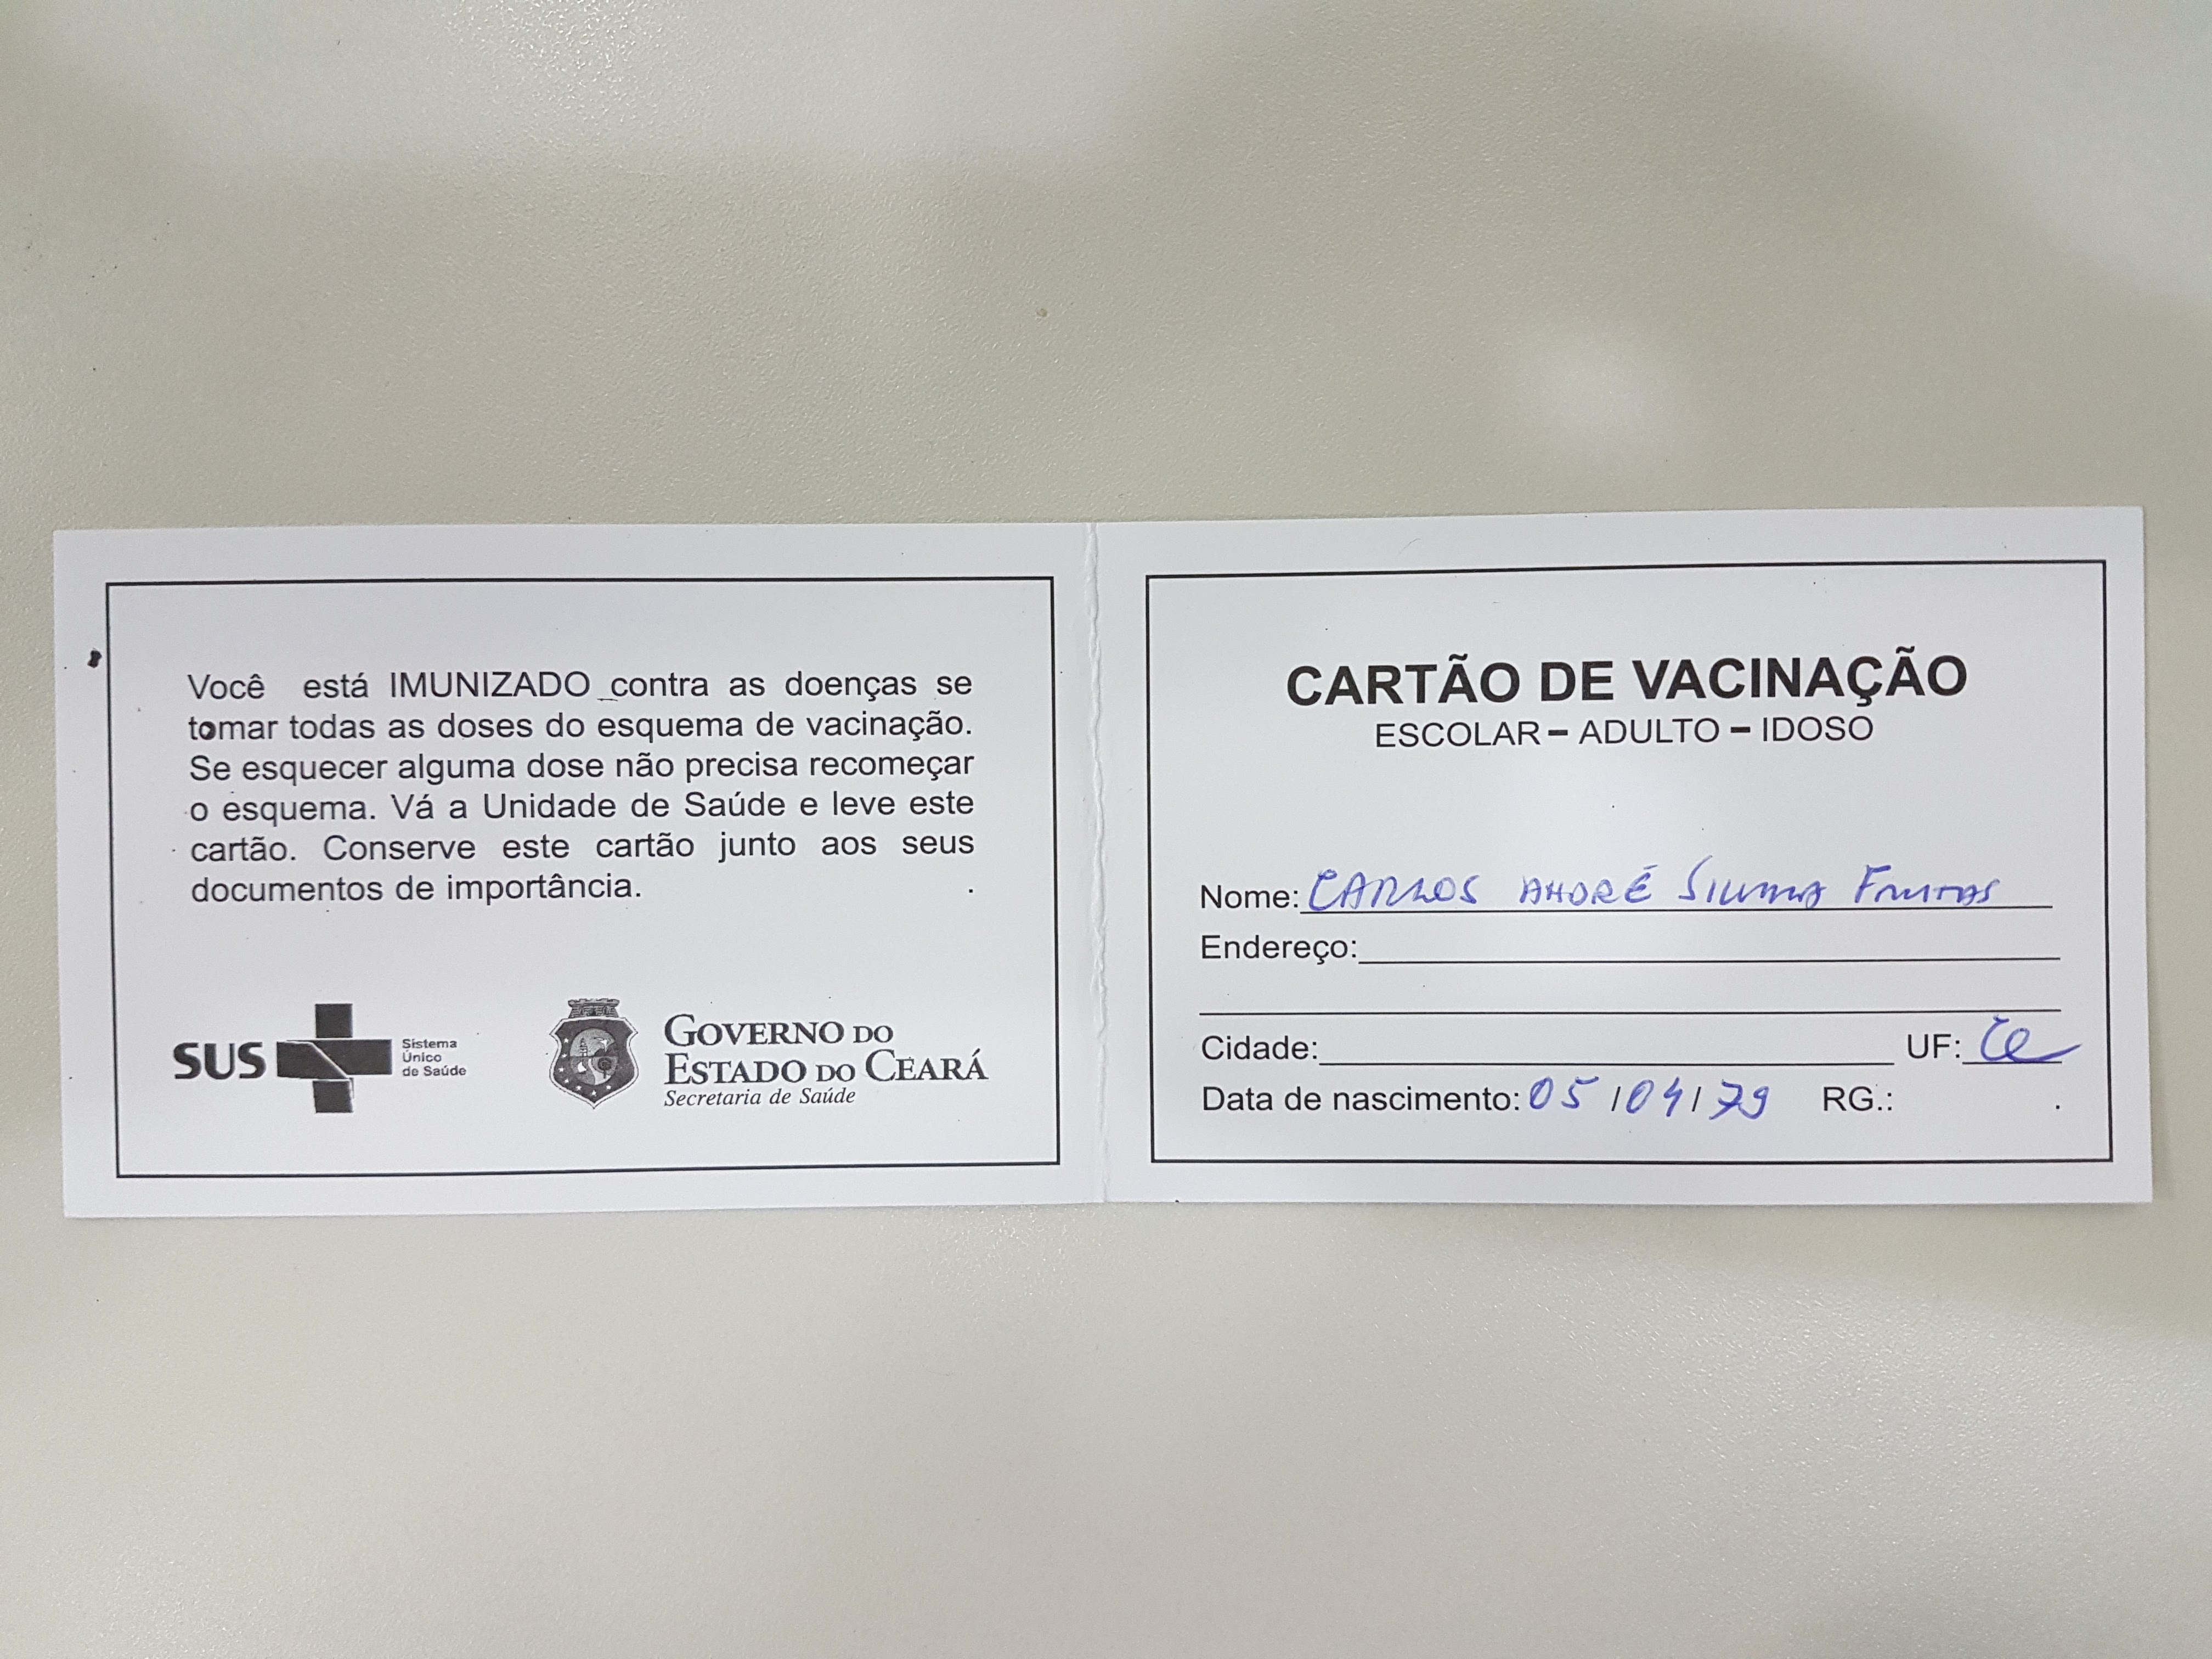 Você está IMUNIZADO contra as doenças se
tomar todas as doses do esquema de vacinação.
Se esquecer alguma dose não precisa recomeçar
o esquema. Vá a Unidade de Saúde e leve este
cartão. Conserve este cartão junto aos seus
documentos de importância.
SUS
Sistema
Único
de Saúde
GOVERNO DO
ESTADO DO CEARÁ
Secretaria de Saúde
CARTÃO DE VACINAÇÃO
ESCOLAR – ADULTO – IDOSO
Nome: CARLOS ANDRÉ SILVA FREITAS
Endereço:
Cidade: UF: Ce
Data de nascimento: 05/04/79 RG.: